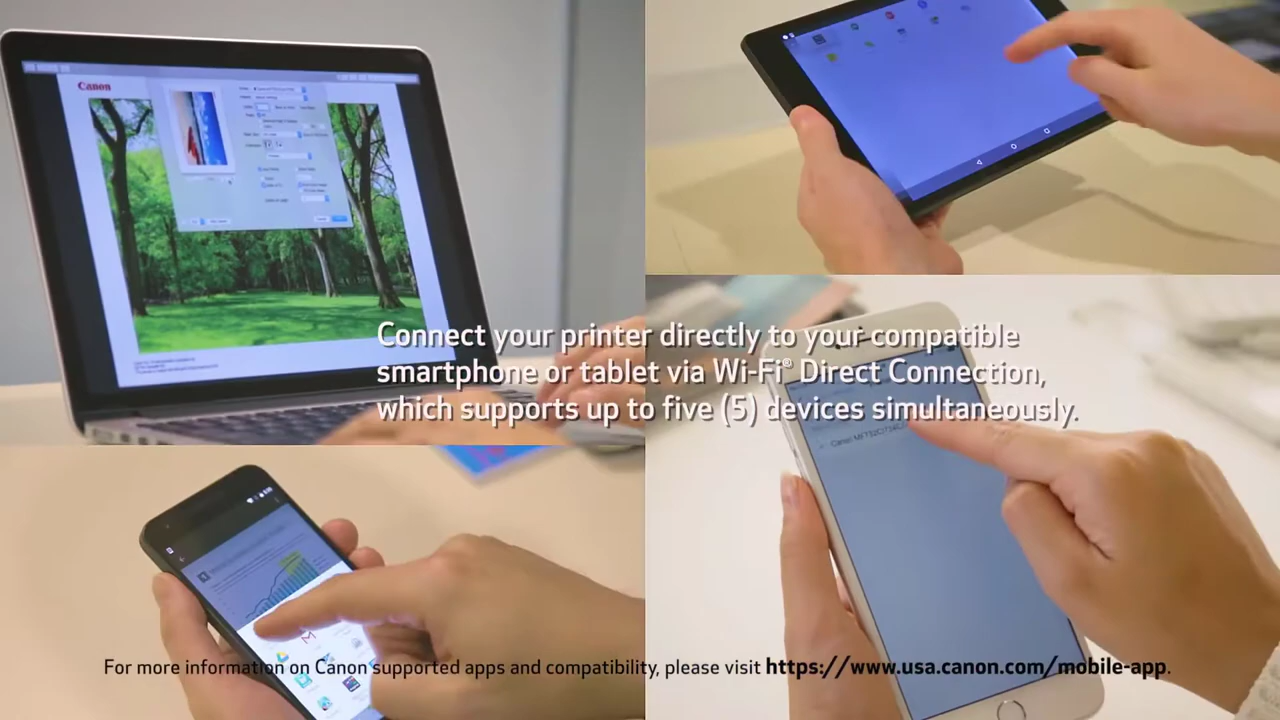 Canon
Connect your printer directly to your compatible
smartphone or tablet via Wi-Fi® Direct Connection,
which supports up to five (5) devices simultaneously.
For more information on Canon supported apps and compatibility, please visit https://www.usa.canon.com/mobile-app.